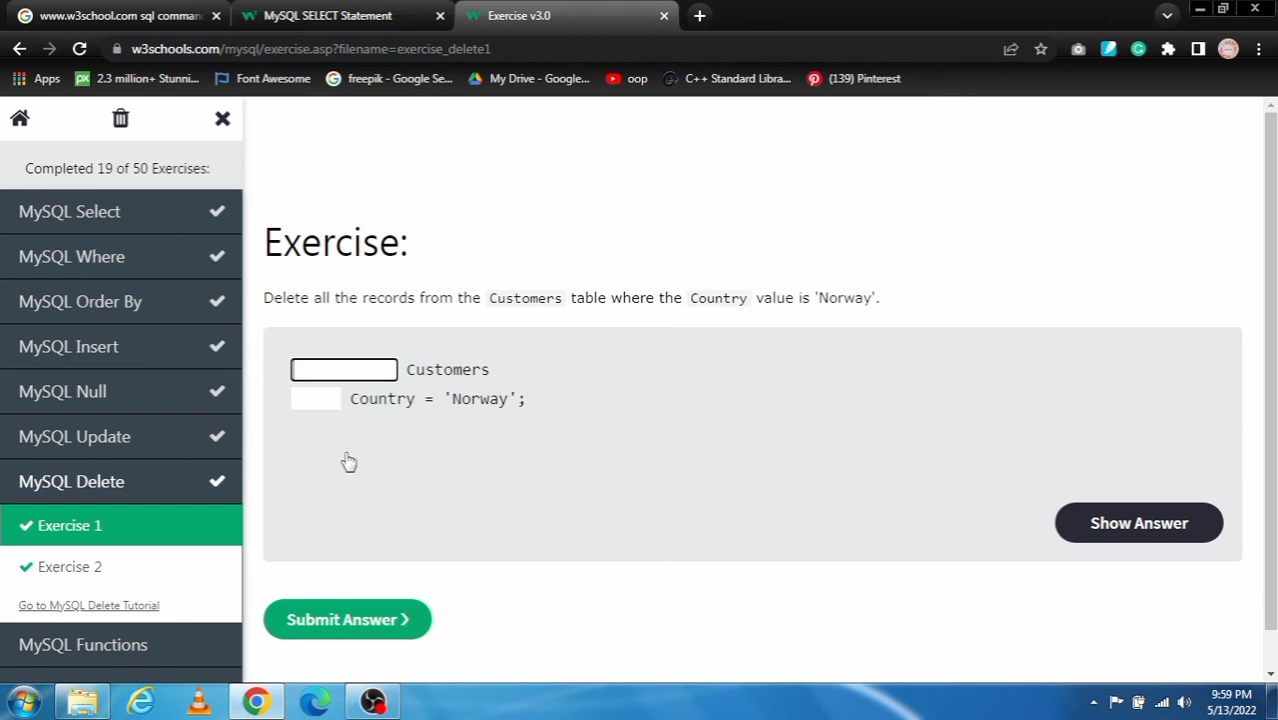 www.w3school.com sql comman
MySQL SELECT Statement
Exercise v3.0
w3schools.com/mysql/exercise.asp?filename=exercise_delete1
Apps
px
2.3 million+ Stunni...
Font Awesome
freepik - Google Se...
My Drive - Google...
oop
C++ Standard Libra...
(139) Pinterest
Completed 19 of 50 Exercises:
MySQL Select
MySQL Where
MySQL Order By
MySQL Insert
MySQL Null
MySQL Update
MySQL Delete
Exercise 1
Exercise 2
Go to MySQL Delete Tutorial
MySQL Functions
Exercise:
Delete all the records from the Customers table where the Country value is 'Norway'.
Customers
Country = 'Norway';
Show Answer
Submit Answer ❯
9:59 PM
5/13/2022